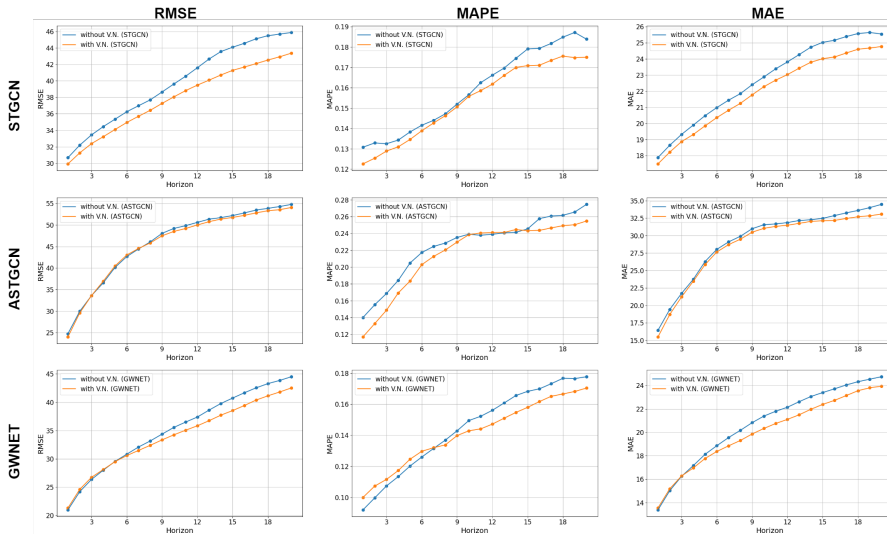 RMSE MAPE MAE
STGCN
46
44
42
40
38
36
34
32
30
RMSE
without V.N. (STGCN)
with V.N. (STGCN)
3 6 9 12 15 18
Horizon
0.19
0.18
0.17
0.16
0.15
0.14
0.13
0.12
MAPE
without V.N. (STGCN)
with V.N. (STGCN)
3 6 9 12 15 18
Horizon
26
25
24
23
22
21
20
19
18
MAE
without V.N. (STGCN)
with V.N. (STGCN)
3 6 9 12 15 18
Horizon
ASTGCN
55
50
45
40
35
30
25
RMSE
without V.N. (ASTGCN)
with V.N. (ASTGCN)
3 6 9 12 15 18
Horizon
0.28
0.26
0.24
0.22
0.20
0.18
0.16
0.14
0.12
MAPE
without V.N. (ASTGCN)
with V.N. (ASTGCN)
3 6 9 12 15 18
Horizon
35.0
32.5
30.0
27.5
25.0
22.5
20.0
17.5
15.0
MAE
without V.N. (ASTGCN)
with V.N. (ASTGCN)
3 6 9 12 15 18
Horizon
GWNET
45
40
35
30
25
20
RMSE
without V.N. (GWNET)
with V.N. (GWNET)
3 6 9 12 15 18
Horizon
0.18
0.16
0.14
0.12
0.10
MAPE
without V.N. (GWNET)
with V.N. (GWNET)
3 6 9 12 15 18
Horizon
24
22
20
18
16
14
MAE
without V.N. (GWNET)
with V.N. (GWNET)
3 6 9 12 15 18
Horizon